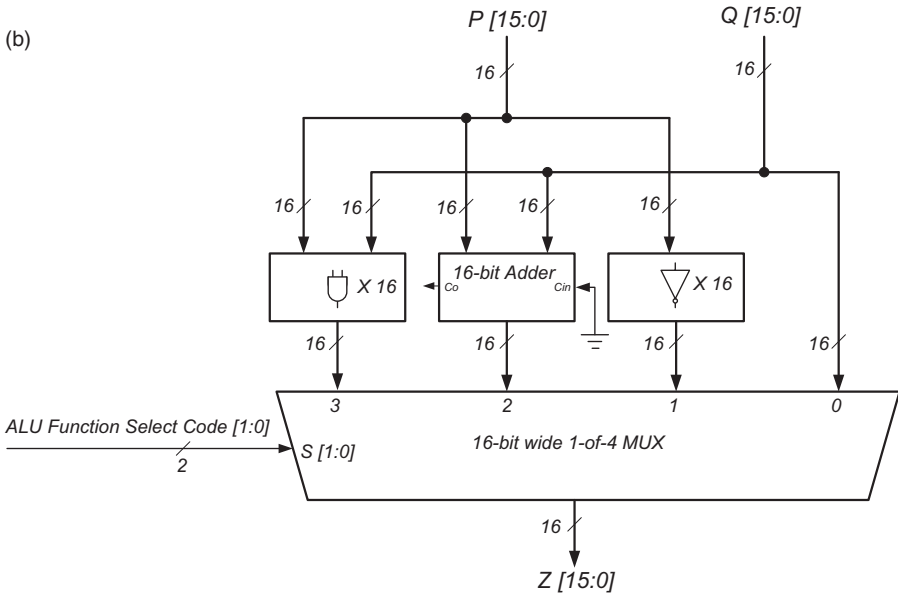 P [15:0]
Q [15:0]
(b)
16
16
16
16
16
16
16
X 16
16-bit Adder
Co
Cin
X 16
16
16
16
16
3
2
1
0
ALU Function Select Code [1:0]
2
S [1:0]
16-bit wide 1-of-4 MUX
16
Z [15:0]